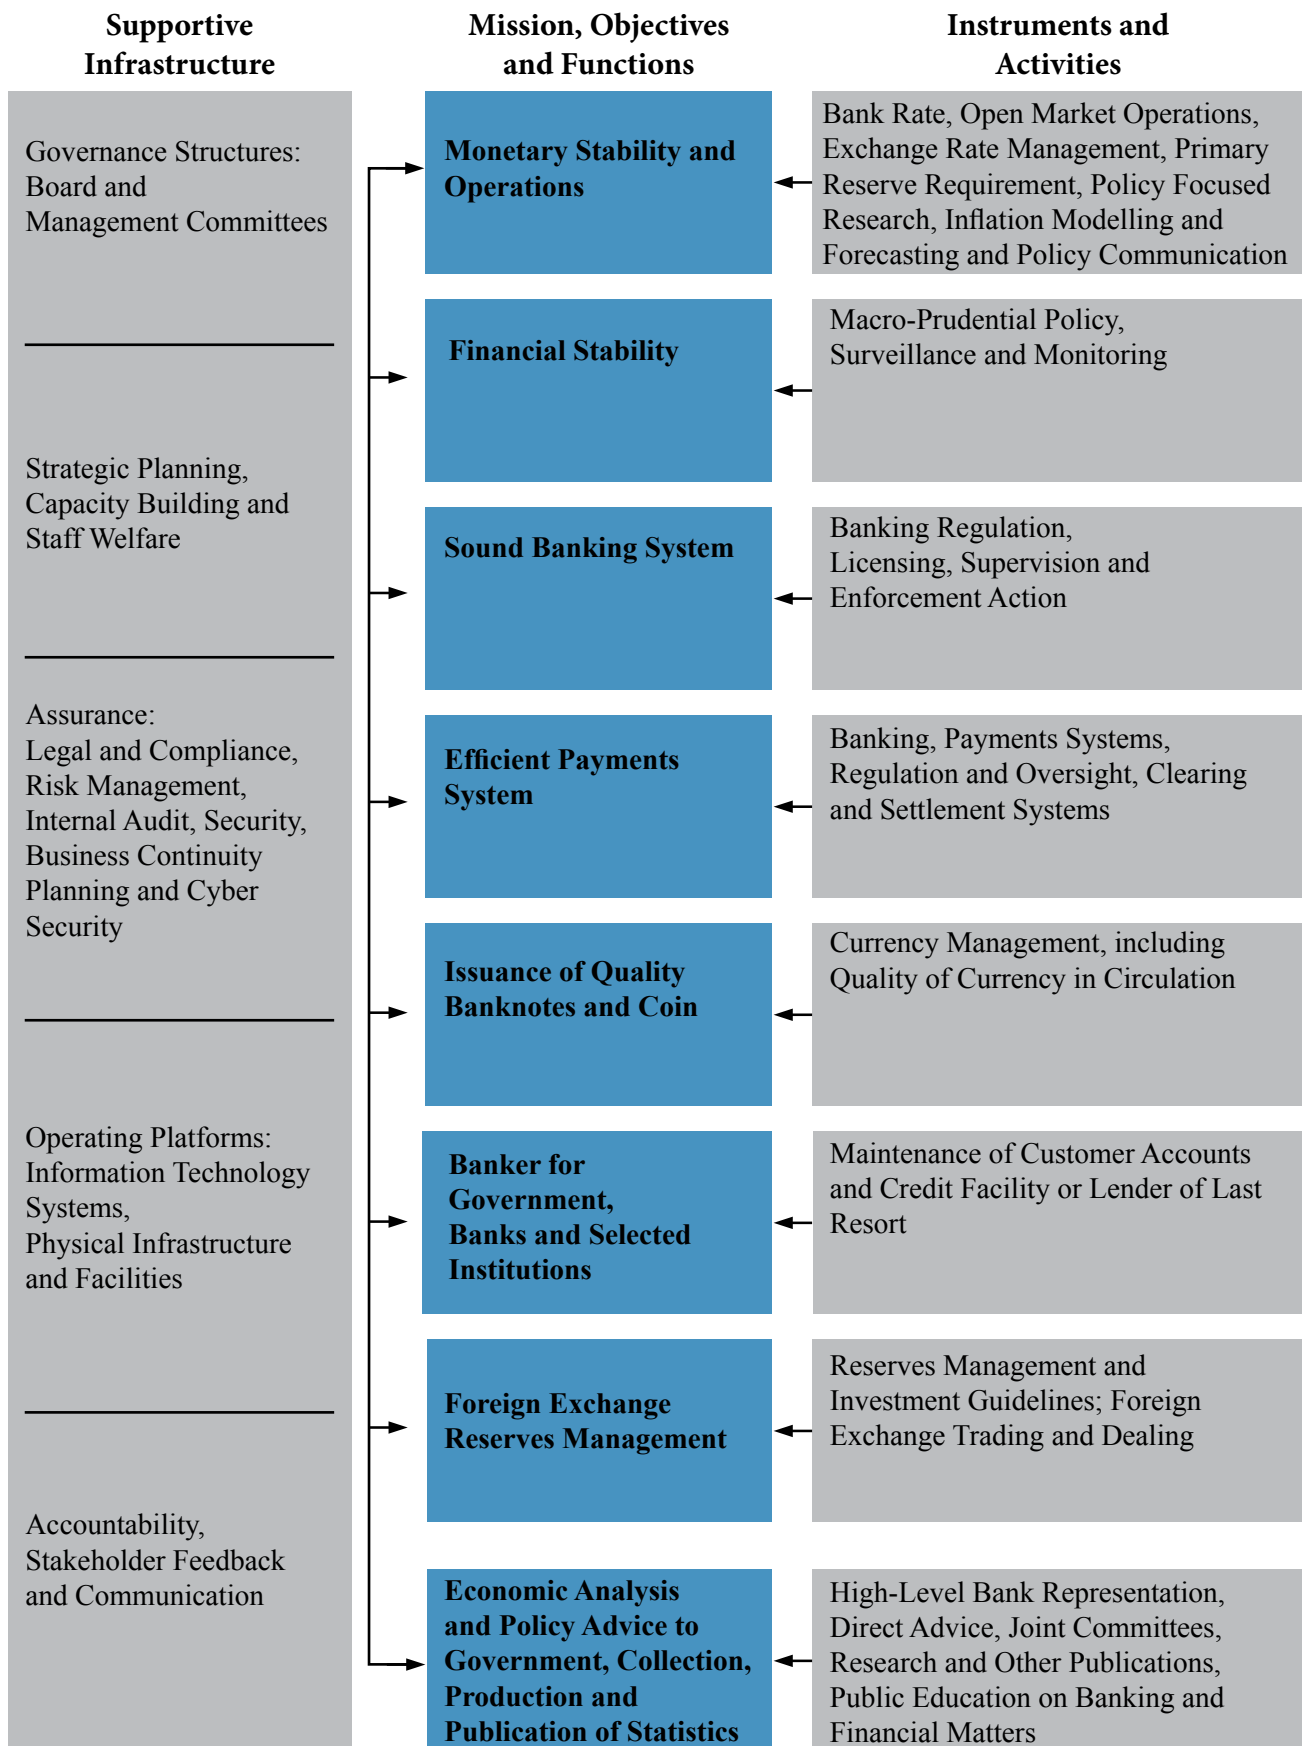 Supportive
Infrastructure
Mission, Objectives
and Functions
Instruments and
Activities
Governance Structures:
Board and
Management Committees
Strategic Planning,
Capacity Building and
Staff Welfare
Assurance:
Legal and Compliance,
Risk Management,
Internal Audit, Security,
Business Continuity
Planning and Cyber
Security
Operating Platforms:
Information Technology
Systems,
Physical Infrastructure
and Facilities
Accountability,
Stakeholder Feedback
and Communication
Monetary Stability and
Operations
Bank Rate, Open Market Operations,
Exchange Rate Management, Primary
Reserve Requirement, Policy Focused
Research, Inflation Modelling and
Forecasting and Policy Communication
Financial Stability
Macro-Prudential Policy,
Surveillance and Monitoring
Sound Banking System
Banking Regulation,
Licensing, Supervision and
Enforcement Action
Efficient Payments
System
Banking, Payments Systems,
Regulation and Oversight, Clearing
and Settlement Systems
Issuance of Quality
Banknotes and Coin
Currency Management, including
Quality of Currency in Circulation
Banker for
Government,
Banks and Selected
Institutions
Maintenance of Customer Accounts
and Credit Facility or Lender of Last
Resort
Foreign Exchange
Reserves Management
Reserves Management and
Investment Guidelines; Foreign
Exchange Trading and Dealing
Economic Analysis
and Policy Advice to
Government, Collection,
Production and
Publication of Statistics
High-Level Bank Representation,
Direct Advice, Joint Committees,
Research and Other Publications,
Public Education on Banking and
Financial Matters